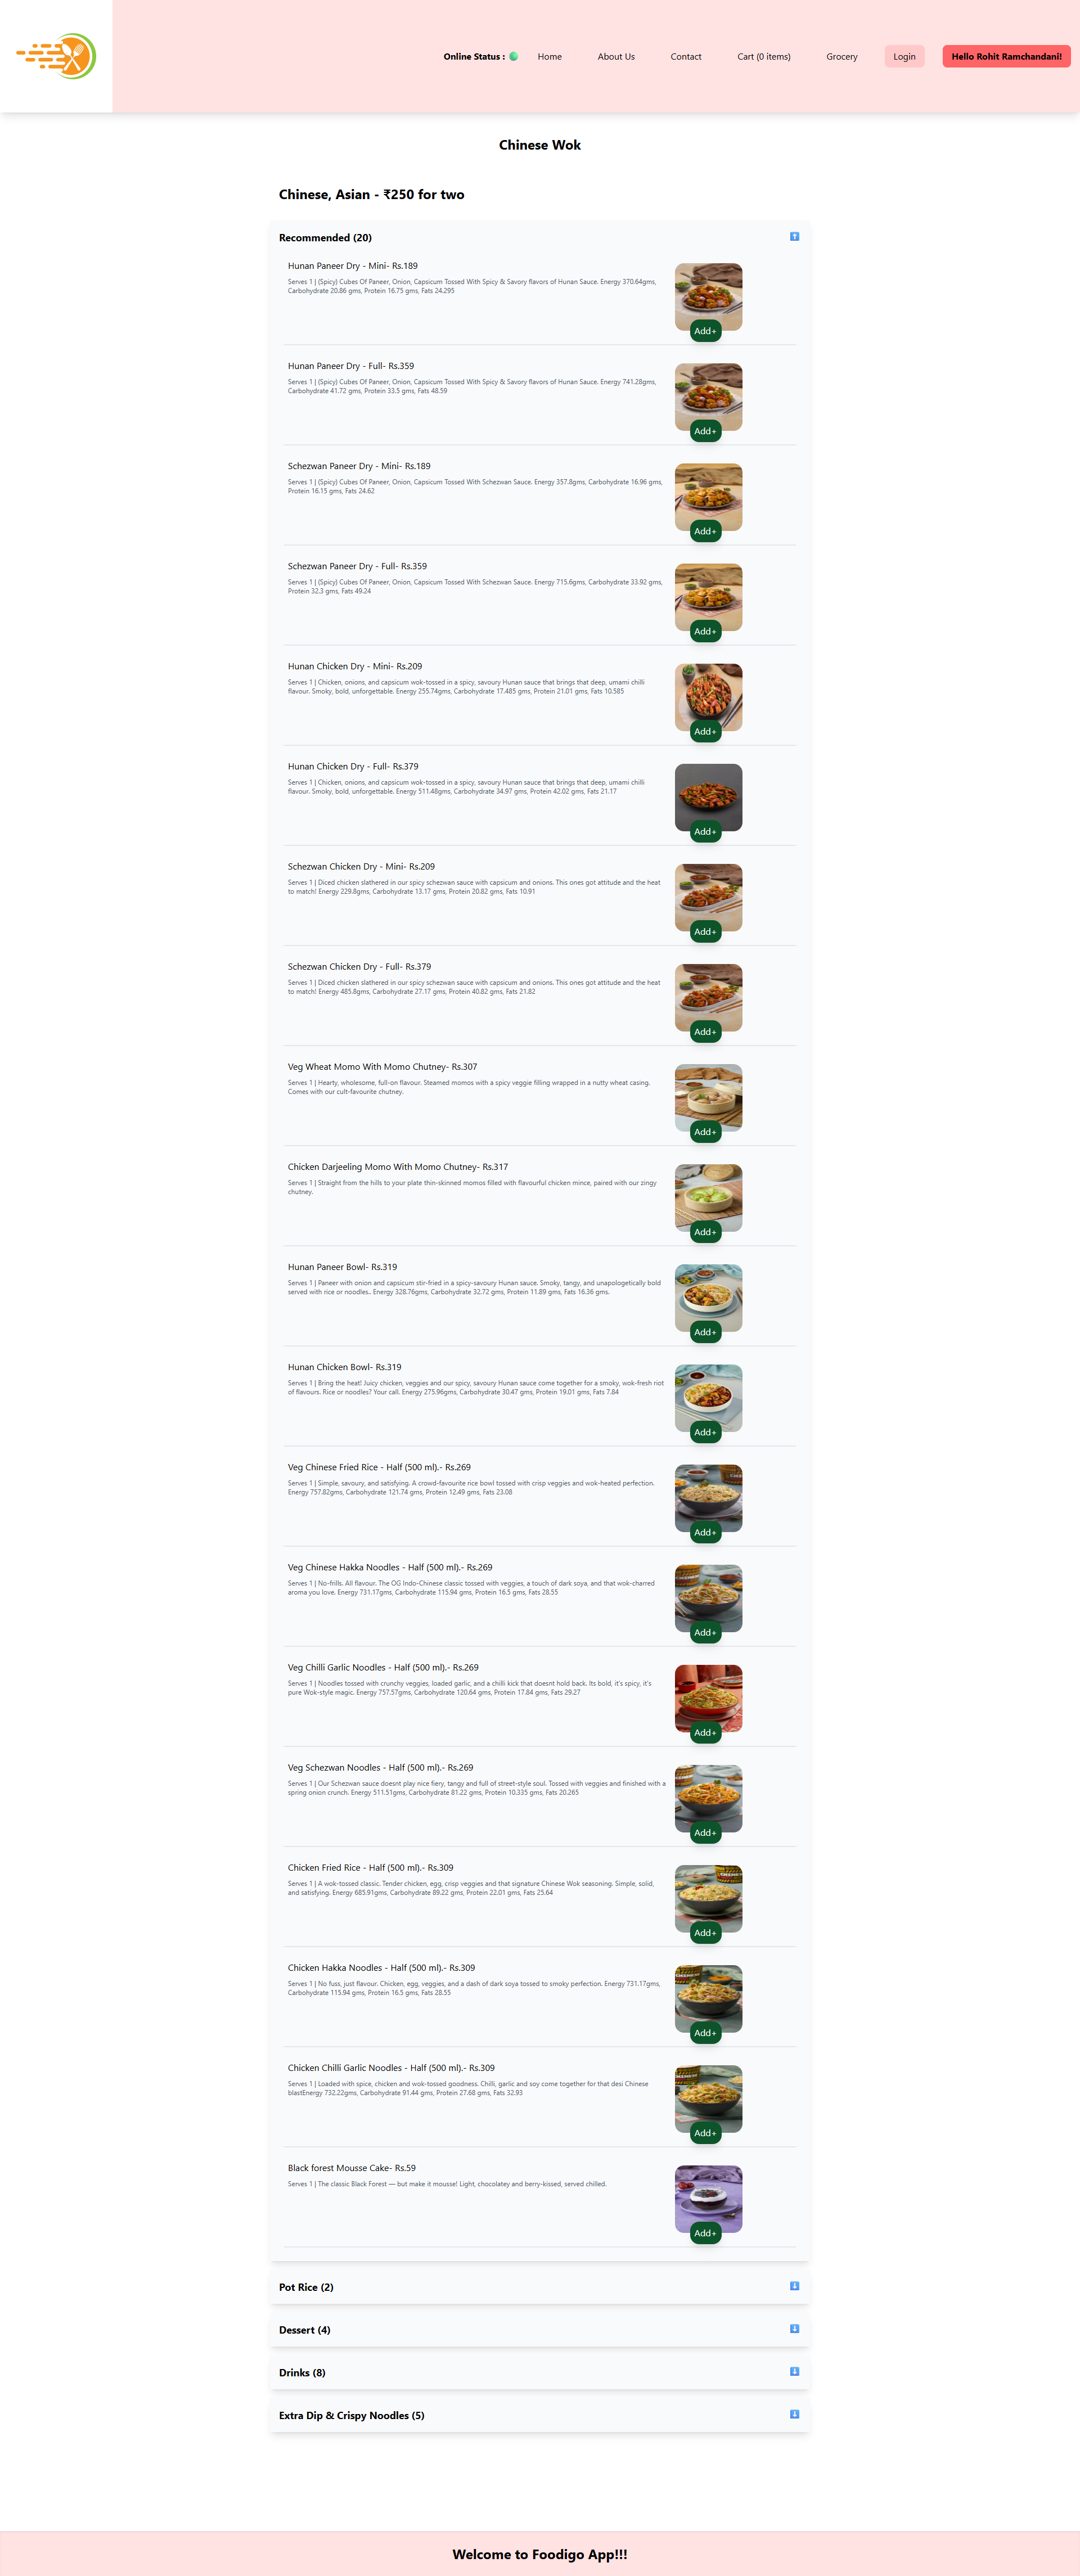 Online Status :
Home
About Us
Contact
Cart (0 items)
Grocery
Login
Hello Rohit Ramchandani!
Chinese Wok
Chinese, Asian - ₹250 for two
Recommended (20)
Hunan Paneer Dry - Mini- Rs.189
Serves 1 | (Spicy) Cubes Of Paneer, Onion, Capsicum Tossed With Spicy & Savory flavors of Hunan Sauce. Energy 370.64gms,
Carbohydrate 20.86 gms, Protein 16.75 gms, Fats 24.295
Add+
Hunan Paneer Dry - Full- Rs.359
Serves 1 | (Spicy) Cubes Of Paneer, Onion, Capsicum Tossed With Spicy & Savory flavors of Hunan Sauce. Energy 741.28gms,
Carbohydrate 41.72 gms, Protein 33.5 gms, Fats 48.59
Add+
Schezwan Paneer Dry - Mini- Rs.189
Serves 1 | (Spicy) Cubes Of Paneer, Onion, Capsicum Tossed With Schezwan Sauce. Energy 357.8gms, Carbohydrate 16.96 gms,
Protein 16.15 gms, Fats 24.62
Add+
Schezwan Paneer Dry - Full- Rs.359
Serves 1 | (Spicy) Cubes Of Paneer, Onion, Capsicum Tossed With Schezwan Sauce. Energy 715.6gms, Carbohydrate 33.92 gms,
Protein 32.3 gms, Fats 49.24
Add+
Hunan Chicken Dry - Mini- Rs.209
Serves 1 | Chicken, onions, and capsicum wok-tossed in a spicy, savoury Hunan sauce that brings that deep, umami chilli
flavour. Smoky, bold, unforgettable. Energy 255.74gms, Carbohydrate 17.485 gms, Protein 21.01 gms, Fats 10.585
Add+
Hunan Chicken Dry - Full- Rs.379
Serves 1 | Chicken, onions, and capsicum wok-tossed in a spicy, savoury Hunan sauce that brings that deep, umami chilli
flavour. Smoky, bold, unforgettable. Energy 511.48gms, Carbohydrate 34.97 gms, Protein 42.02 gms, Fats 21.17
Add+
Schezwan Chicken Dry - Mini- Rs.209
Serves 1 | Diced chicken slathered in our spicy schezwan sauce with capsicum and onions. This ones got attitude and the heat
to match! Energy 229.8gms, Carbohydrate 13.17 gms, Protein 20.82 gms, Fats 10.91
Add+
Schezwan Chicken Dry - Full- Rs.379
Serves 1 | Diced chicken slathered in our spicy schezwan sauce with capsicum and onions. This ones got attitude and the heat
to match! Energy 485.8gms, Carbohydrate 27.17 gms, Protein 40.82 gms, Fats 21.82
Add+
Veg Wheat Momo With Momo Chutney- Rs.307
Serves 1 | Hearty, wholesome, full-on flavour. Steamed momos with a spicy veggie filling wrapped in a nutty wheat casing.
Comes with our cult-favourite chutney.
Add+
Chicken Darjeeling Momo With Momo Chutney- Rs.317
Serves 1 | Straight from the hills to your plate thin-skinned momos filled with flavourful chicken mince, paired with our zingy
chutney.
Add+
Hunan Paneer Bowl- Rs.319
Serves 1 | Paneer with onion and capsicum stir-fried in a spicy-savoury Hunan sauce. Smoky, tangy, and unapologetically bold
served with rice or noodles.. Energy 328.76gms, Carbohydrate 32.72 gms, Protein 11.89 gms, Fats 16.36 gms.
Add+
Hunan Chicken Bowl- Rs.319
Serves 1 | Bring the heat! Juicy chicken, veggies and our spicy, savoury Hunan sauce come together for a smoky, wok-fresh riot
of flavours. Rice or noodles? Your call. Energy 275.96gms, Carbohydrate 30.47 gms, Protein 19.01 gms, Fats 7.84
Add+
Veg Chinese Fried Rice - Half (500 ml).- Rs.269
Serves 1 | Simple, savoury, and satisfying. A crowd-favourite rice bowl tossed with crisp veggies and wok-heated perfection.
Energy 757.82gms, Carbohydrate 121.74 gms, Protein 12.49 gms, Fats 23.08
Add+
Veg Chinese Hakka Noodles - Half (500 ml).- Rs.269
Serves 1 | No-frills. All flavour. The OG Indo-Chinese classic tossed with veggies, a touch of dark soya, and that wok-charred
aroma you love. Energy 731.17gms, Carbohydrate 115.94 gms, Protein 16.5 gms, Fats 28.55
Add+
Veg Chilli Garlic Noodles - Half (500 ml).- Rs.269
Serves 1 | Noodles tossed with crunchy veggies, loaded garlic, and a chilli kick that doesnt hold back. Its bold, it's spicy, it's
pure Wok-style magic. Energy 757.57gms, Carbohydrate 120.64 gms, Protein 17.84 gms, Fats 29.27
Add+
Veg Schezwan Noodles - Half (500 ml).- Rs.269
Serves 1 | Our Schezwan sauce doesnt play nice fiery, tangy and full of street-style soul. Tossed with veggies and finished with a
spring onion crunch. Energy 511.51gms, Carbohydrate 81.22 gms, Protein 10.335 gms, Fats 20.265
Add+
Chicken Fried Rice - Half (500 ml).- Rs.309
Serves 1 | A wok-tossed classic. Tender chicken, egg, crisp veggies and that signature Chinese Wok seasoning. Simple, solid,
and satisfying. Energy 685.91gms, Carbohydrate 89.22 gms, Protein 22.01 gms, Fats 25.64
Add+
Chicken Hakka Noodles - Half (500 ml).- Rs.309
Serves 1 | No fuss, just flavour. Chicken, egg, veggies, and a dash of dark soya tossed to smoky perfection. Energy 731.17gms,
Carbohydrate 115.94 gms, Protein 16.5 gms, Fats 28.55
Add+
Chicken Chilli Garlic Noodles - Half (500 ml).- Rs.309
Serves 1 | Loaded with spice, chicken and wok-tossed goodness. Chilli, garlic and soy come together for that desi Chinese
blastEnergy 732.22gms, Carbohydrate 91.44 gms, Protein 27.68 gms, Fats 32.93
Add+
Black forest Mousse Cake- Rs.59
Serves 1 | The classic Black Forest — but make it mousse! Light, chocolatey and berry-kissed, served chilled.
Add+
Pot Rice (2)
Dessert (4)
Drinks (8)
Extra Dip & Crispy Noodles (5)
Welcome to Foodigo App!!!